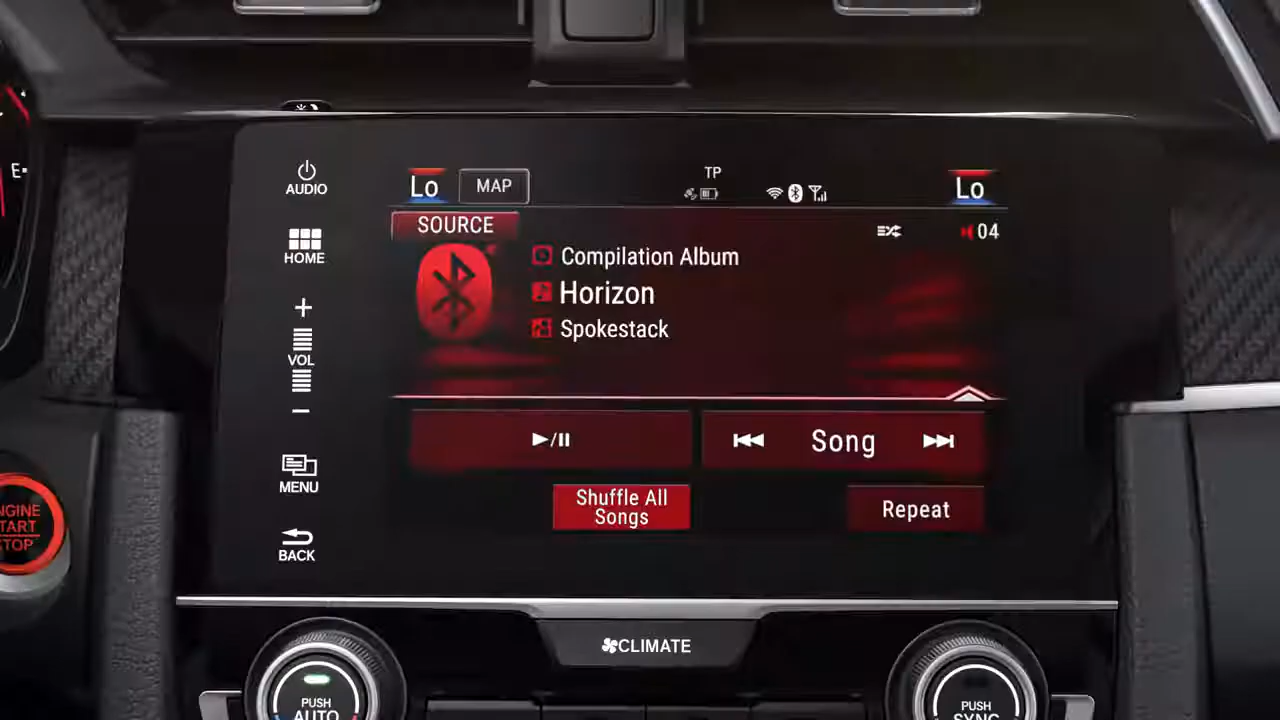 E
AUDIO
Lo
MAP
TP
Lo
SOURCE
04
HOME
Compilation Album
Horizon
Spokestack
VOL
Song
MENU
Shuffle All
Songs
Repeat
START
STOP
BACK
CLIMATE
PUSH
AUTO
PUSH
SYNC